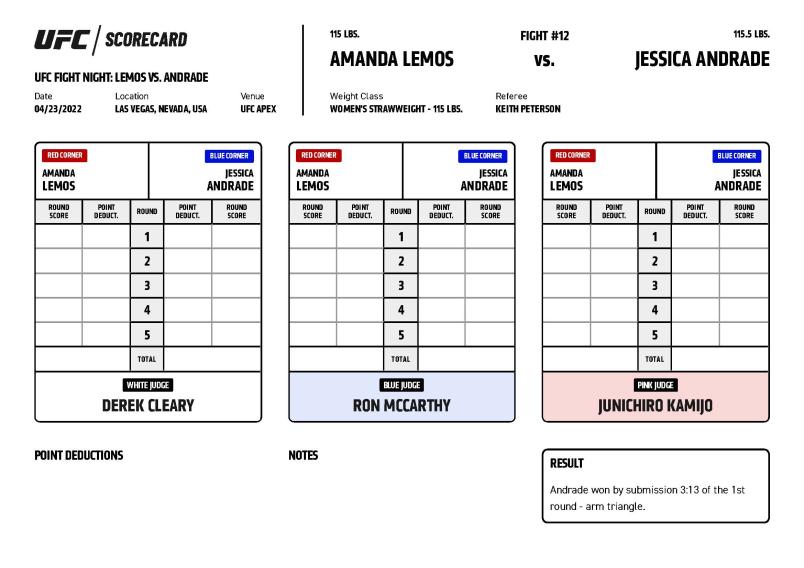 UFC SCORECARD
UFC FIGHT NIGHT: LEMOS VS. ANDRADE
Date Location Venue
04/23/2022 LAS VEGAS, NEVADA, USA UFC APEX
115 LBS. FIGHT #12 115.5 LBS.
AMANDA LEMOS VS. JESSICA ANDRADE
Weight Class Referee
WOMEN'S STRAWWEIGHT - 115 LBS. KEITH PETERSON
RED CORNER BLUE CORNER
AMANDA LEMOS JESSICA ANDRADE
ROUND SCORE POINT DEDUCT. ROUND POINT DEDUCT. ROUND SCORE
1
2
3
4
5
TOTAL
WHITE JUDGE
DEREK CLEARY
RED CORNER BLUE CORNER
AMANDA LEMOS JESSICA ANDRADE
ROUND SCORE POINT DEDUCT. ROUND POINT DEDUCT. ROUND SCORE
1
2
3
4
5
TOTAL
BLUE JUDGE
RON MCCARTHY
RED CORNER BLUE CORNER
AMANDA LEMOS JESSICA ANDRADE
ROUND SCORE POINT DEDUCT. ROUND POINT DEDUCT. ROUND SCORE
1
2
3
4
5
TOTAL
PINK JUDGE
JUNICHIRO KAMIJO
POINT DEDUCTIONS
NOTES
RESULT
Andrade won by submission 3:13 of the 1st
round - arm triangle.